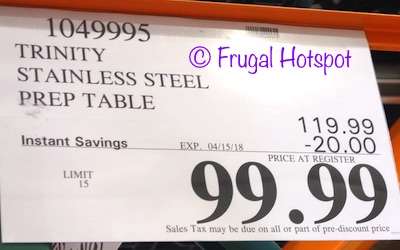 1049995
© Frugal Hotspot
TRINITY
STAINLESS STEEL
PREP TABLE
119.99
Instant Savings EXP. 04/15/18 -20.00
PRICE AT REGISTER
LIMIT
15
99.99
Sales Tax may be due on all or part of pre-discount price